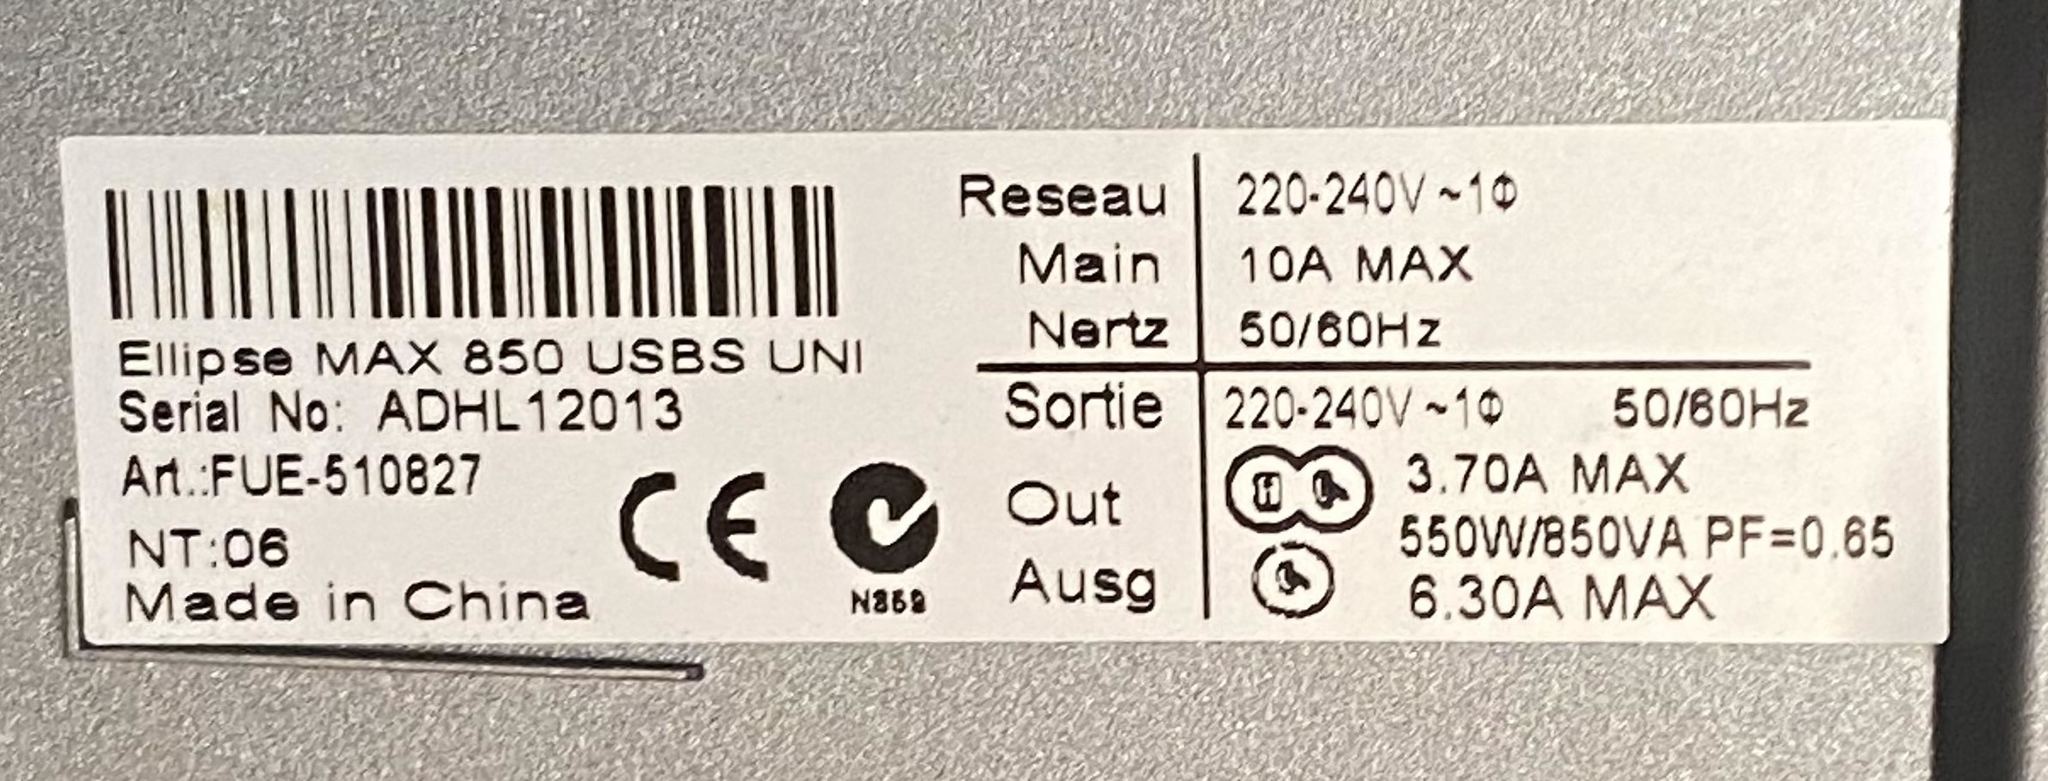 Ellipse MAX 850 USBS UNI
Serial No: ADHL12013
Art.:FUE-510827
NT:06
Made in China
CE
N369
Reseau 220-240V ~1Φ
Main 10A MAX
Nertz 50/60Hz
Sortie 220-240V ~1Φ 50/60Hz
3.70A MAX
Out
550W/850VA PF=0.65
Ausg 6.30A MAX